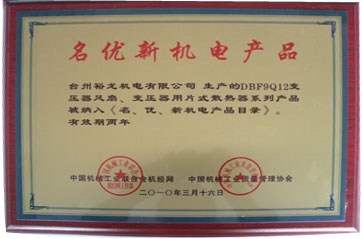 名优新机电产品
台州裕龙机电有限公司 生产的DBF9Q12变
压器风扇、变压器用片式散热器系列产品
被纳入《名、优、新机电产品目录》。
有效期两年
中国机械工业联合会机经网 中国机械工业质量管理协会
二〇一〇年三月十六日